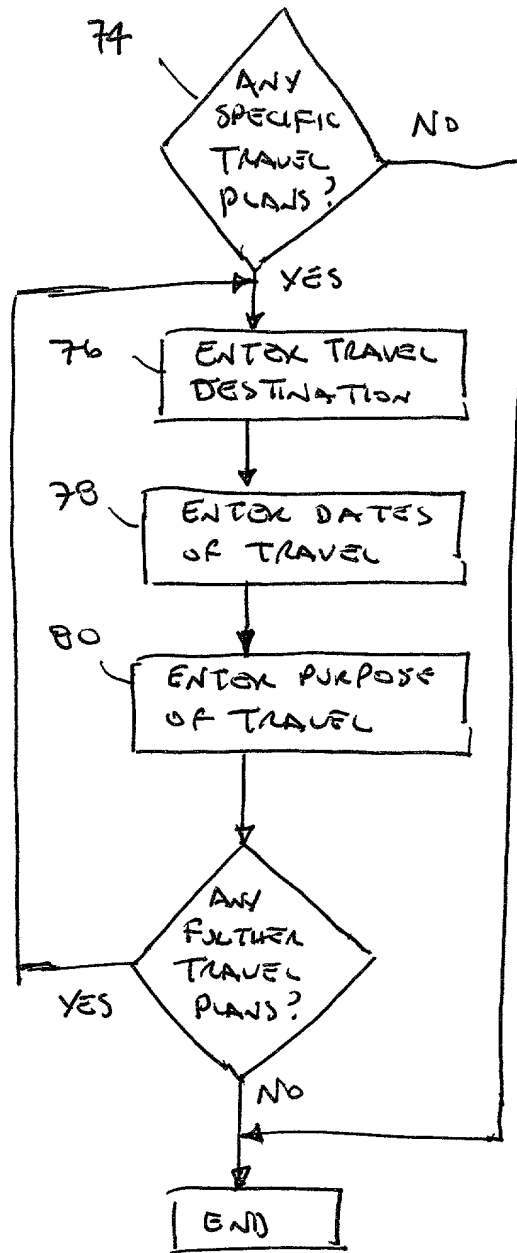 74
ANY
SPECIFIC
TRAVEL
PLANS?
NO
YES
76
ENTER TRAVEL
DESTINATION
78
ENTER DATES
OF TRAVEL
80
ENTER PURPOSE
OF TRAVEL
ANY
FURTHER
TRAVEL
PLANS?
YES
NO
END